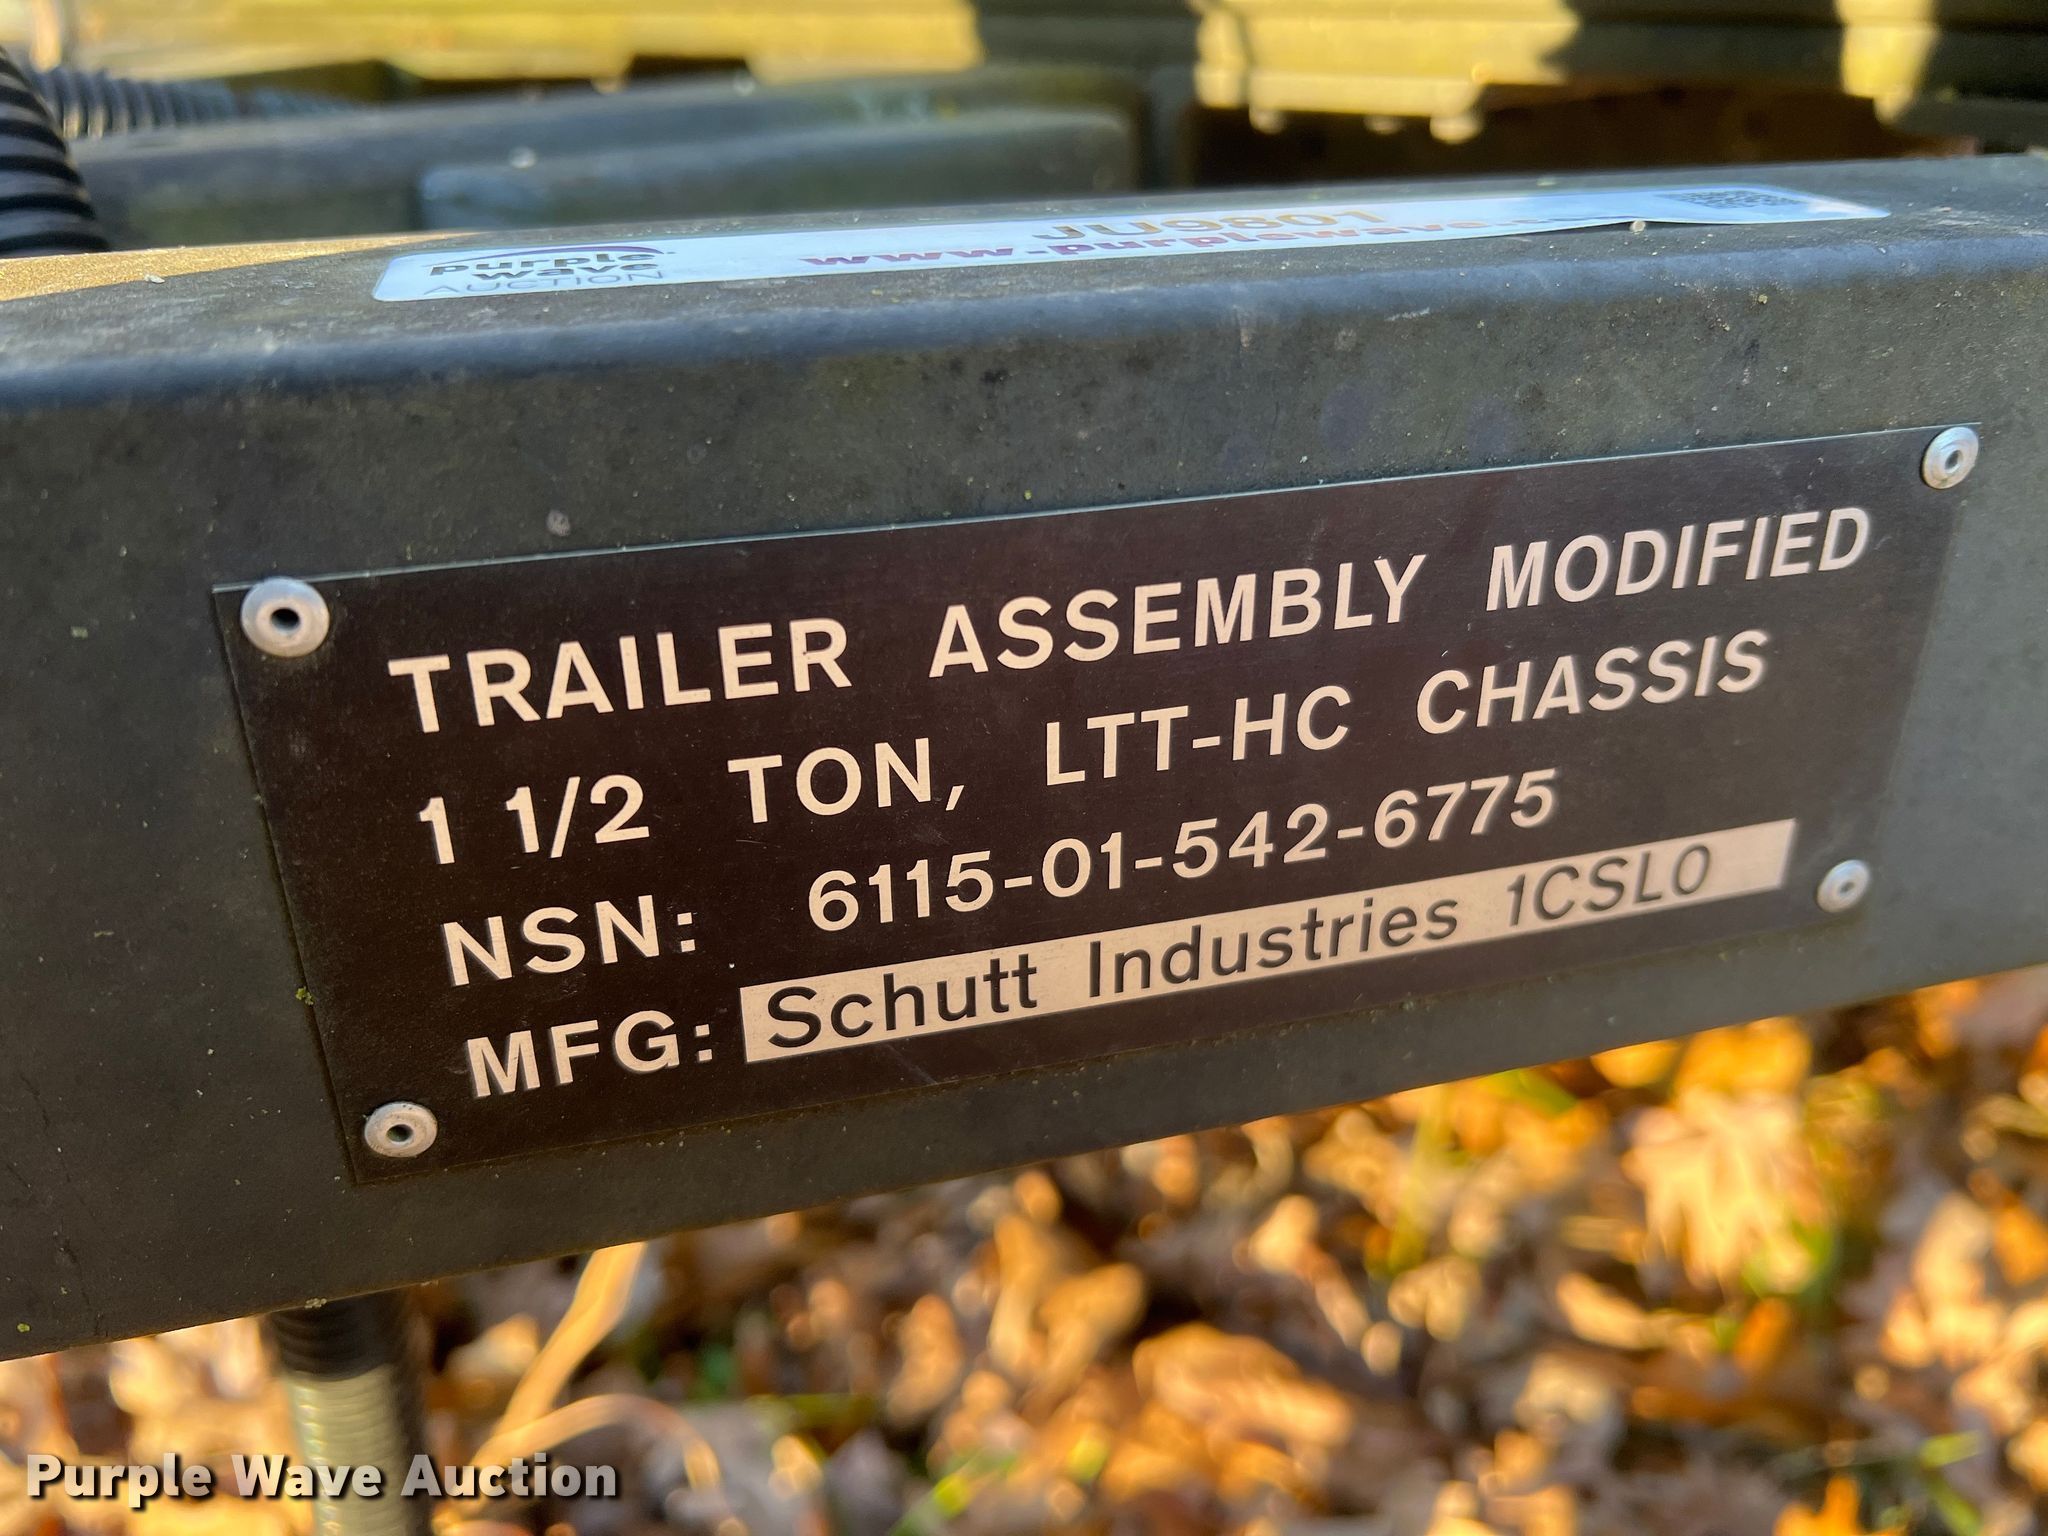 JU9801
purple wave
AUCTION
www.purplewave.co
TRAILER ASSEMBLY MODIFIED
1 1/2 TON, LTT-HC CHASSIS
NSN: 6115-01-542-6775
MFG: Schutt Industries 1CSL0
Purple Wave Auction